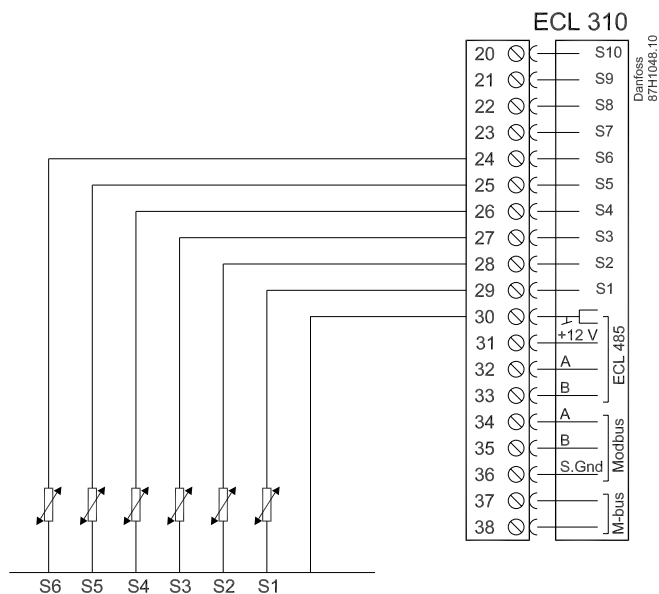 ECL 310
Danfoss
87H1048.10
20 S10
21 S9
22 S8
23 S7
24 S6
25 S5
26 S4
27 S3
28 S2
29 S1
30
31 +12 V
32 A
33 B
ECL 485
34 A
35 B
36 S.Gnd
Modbus
37
38
M-bus
S6 S5 S4 S3 S2 S1